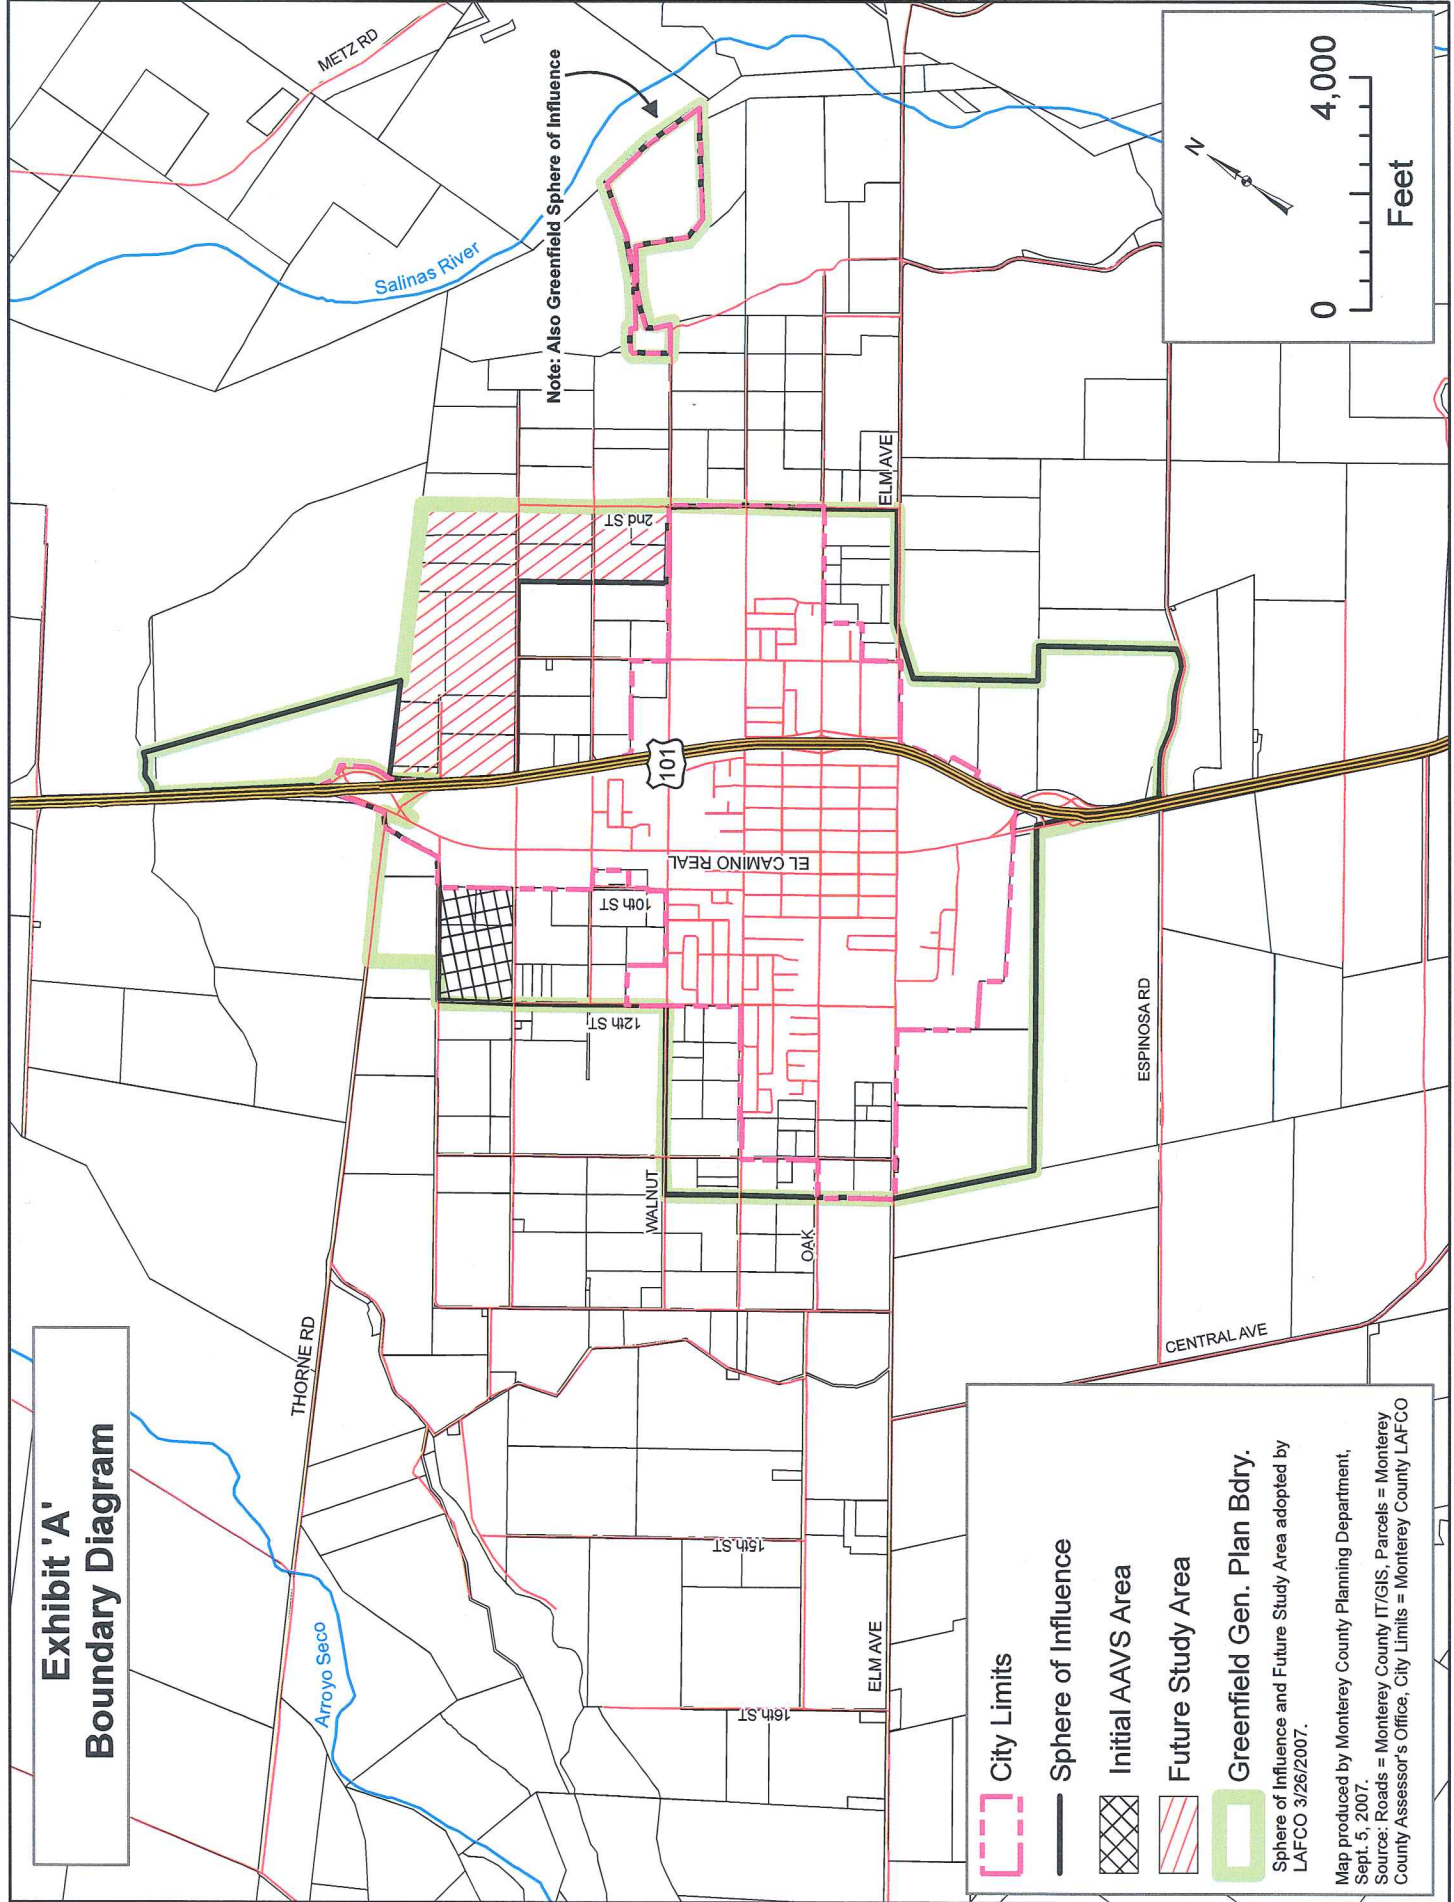 Exhibit 'A'
Boundary Diagram
METZ RD
Note: Also Greenfield Sphere of Influence
Salinas River
N
0 4,000
Feet
ELM AVE
2nd ST
101
EL CAMINO REAL
10th ST
12th ST
ESPINOSA RD
WALNUT
OAK
THORNE RD
CENTRAL AVE
15th ST
16th ST
ELM AVE
Arroyo Seco
City Limits
Sphere of Influence
Initial AAVS Area
Future Study Area
Greenfield Gen. Plan Bdry.
Sphere of Influence and Future Study Area adopted by
LAFCO 3/26/2007.
Map produced by Monterey County Planning Department,
Sept. 5, 2007.
Source: Roads = Monterey County IT/GIS, Parcels = Monterey
County Assessor's Office, City Limits = Monterey County LAFCO